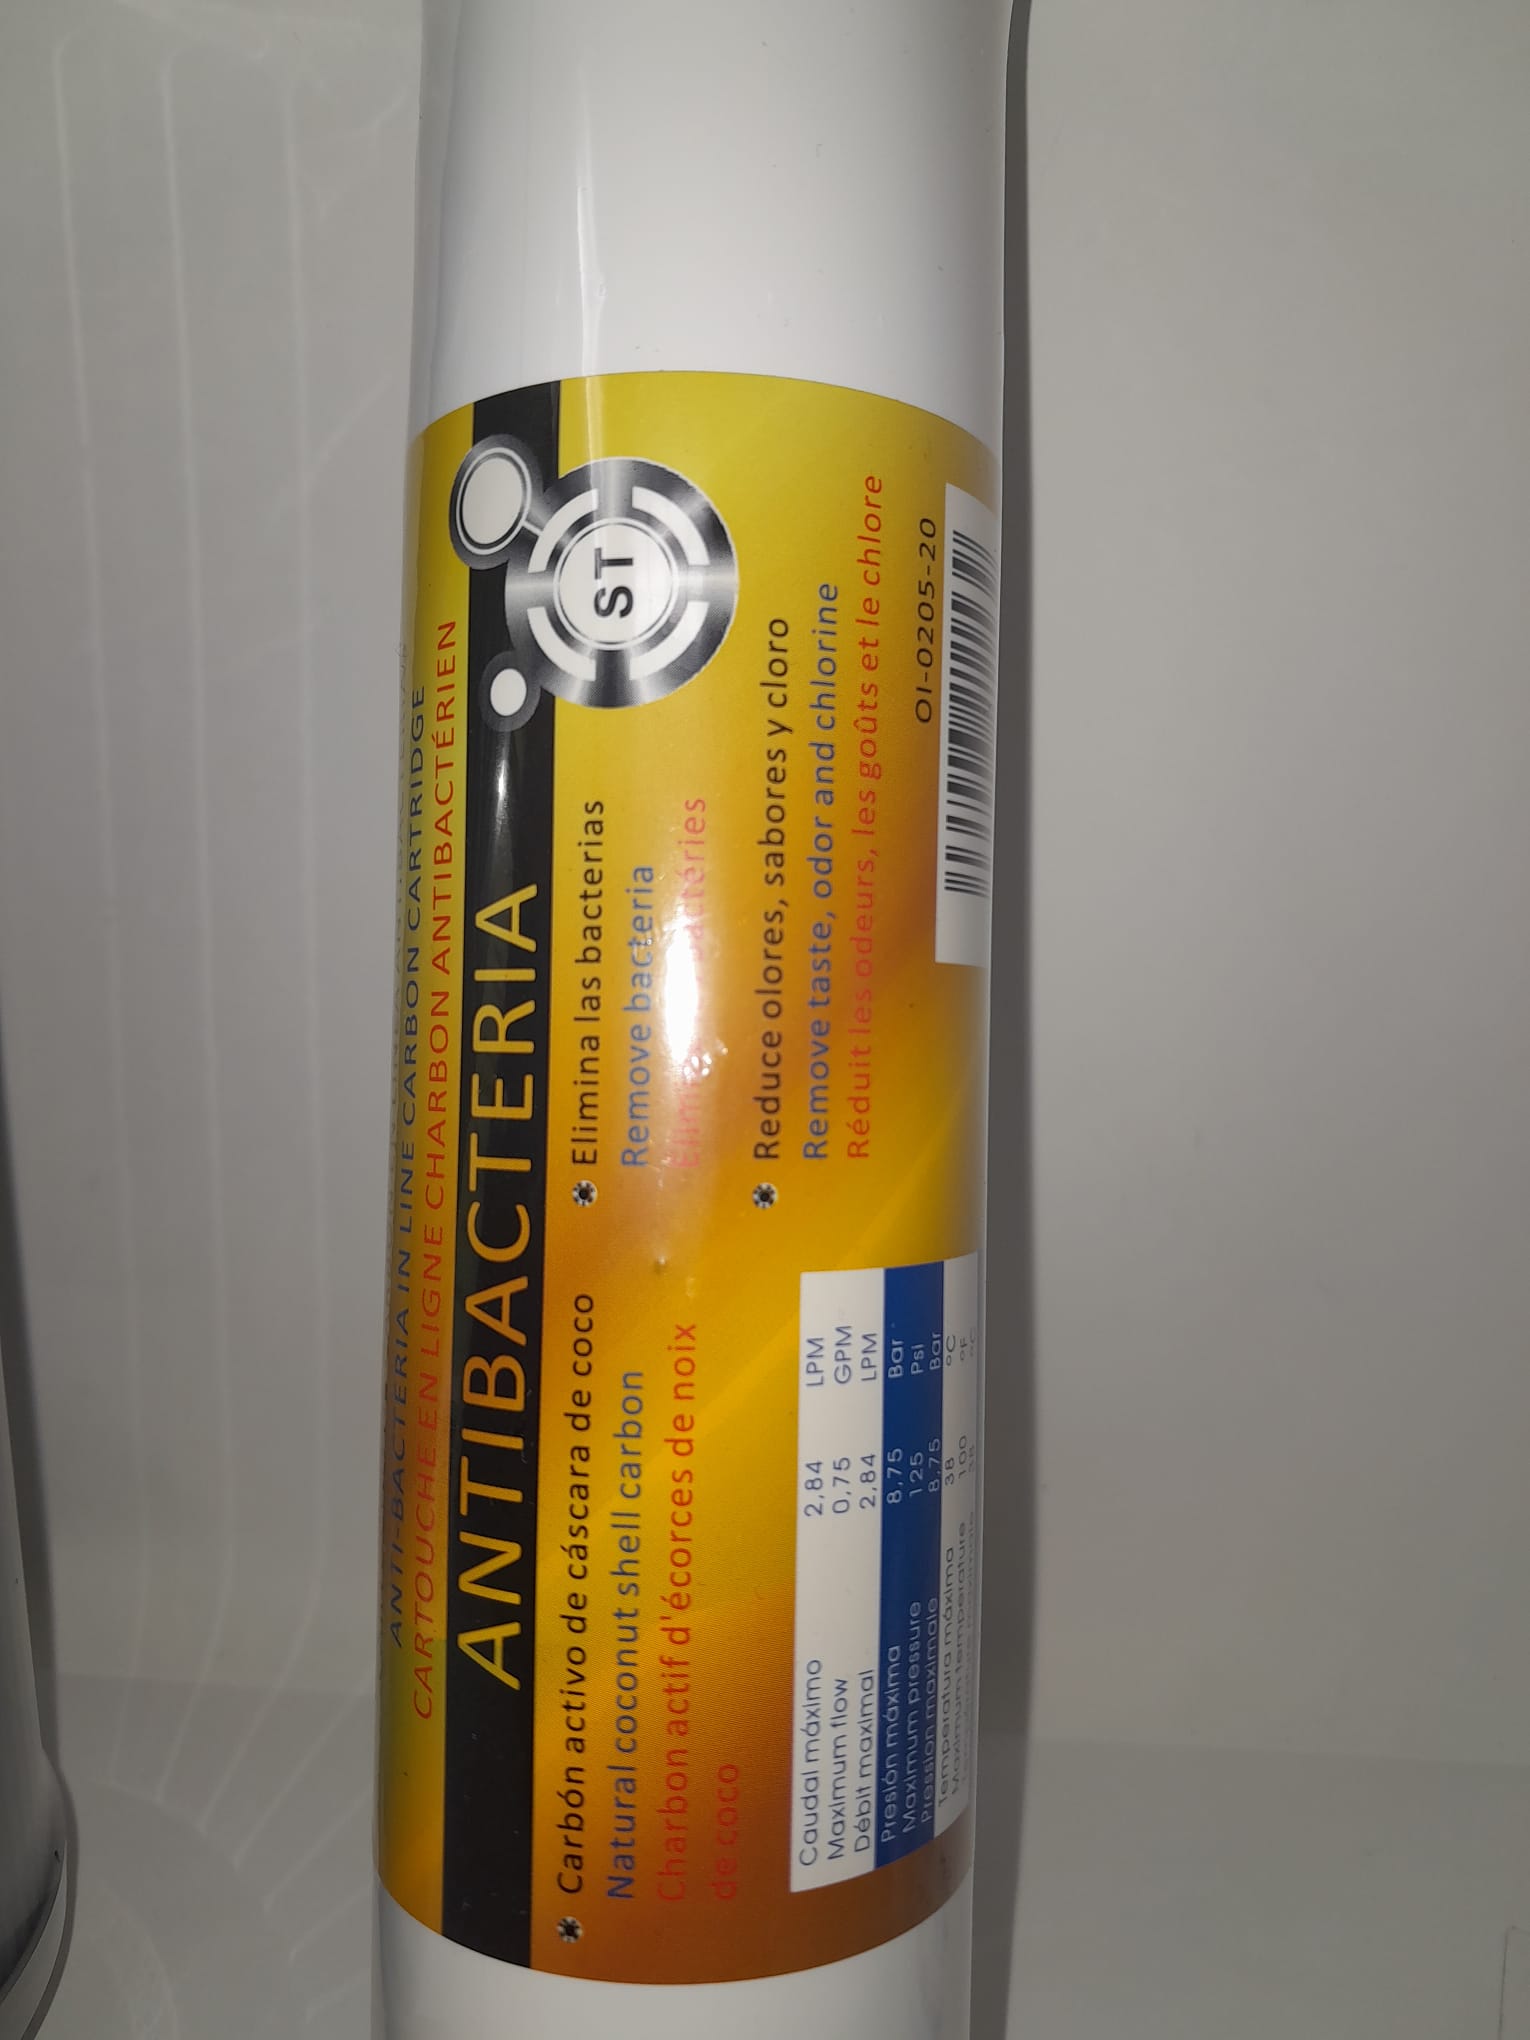 ANTI-BACTERIA IN LINE CARBON CARTRIDGE
CARTOUCHE EN LIGNE CHARBON ANTIBACTÉRIEN
ANTIBACTERIA
ST
Carbón activo de cáscara de coco
Natural coconut shell carbon
Charbon actif d'écorces de noix
de coco
Elimina las bacterias
Remove bacteria
bactéries
Reduce olores, sabores y cloro
Remove taste, odor and chlorine
Réduit les odeurs, les goûts et le chlore
Caudal máximo 2,84 LPM
Maximum flow 0,75 GPM
Débit maximal 2,84 LPM
Presión máxima 8,75 Bar
Maximum pressure 125 Psi
Pression maximale 8,75 Bar
Temperatura máxima 38 ºC
Maximum temperature 100 ºF
38 ºC
OI-0205-20